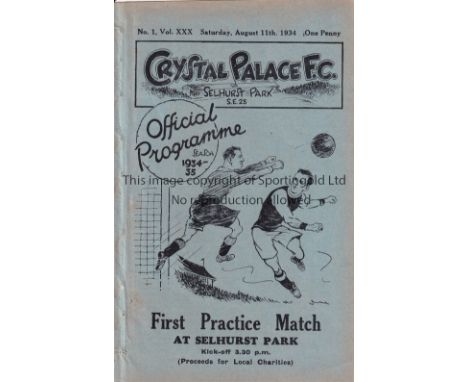 No. 1, Vol. XXX Saturday, August 11th. 1934 One Penny
CRYSTAL PALACE F.C.
SELHURST PARK
S.E.25
Official
Programme
SEASON
1934-
35
This image is copyright of Sportingold Ltd
No reproduction allowed
First Practice Match
AT SELHURST PARK
Kick-off 3.30 p.m.
(Proceeds for Local Charities)